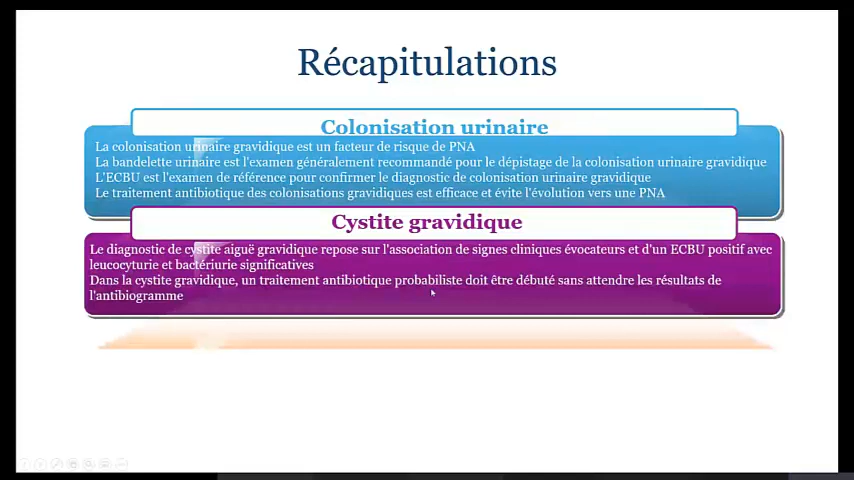 Récapitulations
Colonisation urinaire
La colonisation urinaire gravidique est un facteur de risque de PNA
La bandelette urinaire est l'examen généralement recommandé pour le dépistage de la colonisation urinaire gravidique
L'ECBU est l'examen de référence pour confirmer le diagnostic de colonisation urinaire gravidique
Le traitement antibiotique des colonisations gravidiques est efficace et évite l'évolution vers une PNA
Cystite gravidique
Le diagnostic de cystite aiguë gravidique repose sur l'association de signes cliniques évocateurs et d'un ECBU positif avec
leucocyturie et bactériurie significatives
Dans la cystite gravidique, un traitement antibiotique probabiliste doit être débuté sans attendre les résultats de
l'antibiogramme